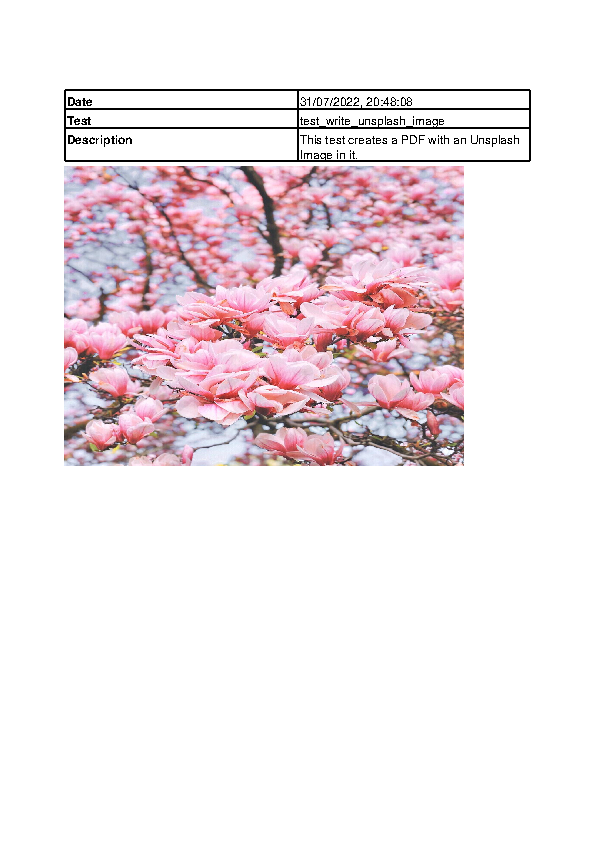 Date 31/07/2022, 20:48:08
Test test_write_unsplash_image
Description This test creates a PDF with an Unsplash
Image in it.